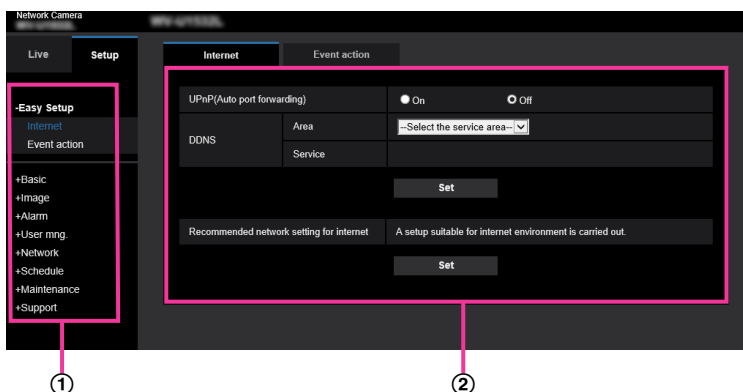 Network Camera
Live
Setup
Internet
Event action
-Easy Setup
Internet
Event action
+Basic
+Image
+Alarm
+User mng.
+Network
+Schedule
+Maintenance
+Support
UPnP(Auto port forwarding)
On
Off
DDNS
Area
--Select the service area--
Service
Set
Recommended network setting for internet
A setup suitable for internet environment is carried out.
Set
① ②